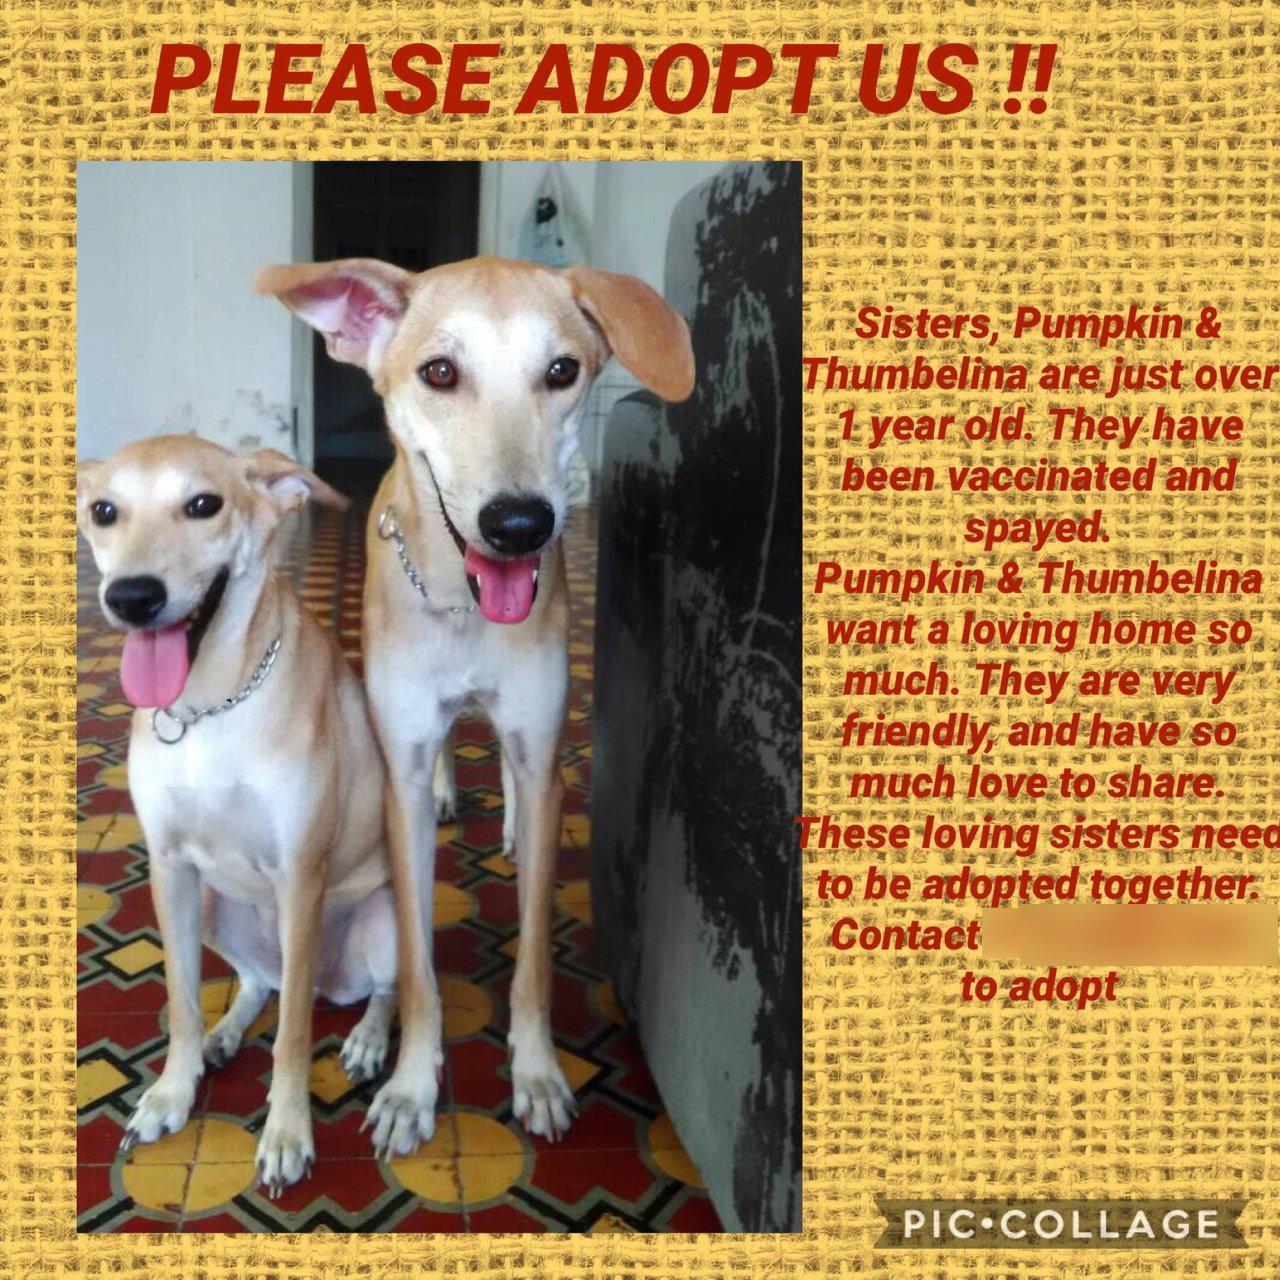 PLEASE ADOPT US !!
Sisters, Pumpkin &
Thumbelina are just over
1 year old. They have
been vaccinated and
spayed.
Pumpkin & Thumbelina
want a loving home so
much. They are very
friendly, and have so
much love to share.
These loving sisters need
to be adopted together.
Contact
to adopt
PIC•COLLAGE